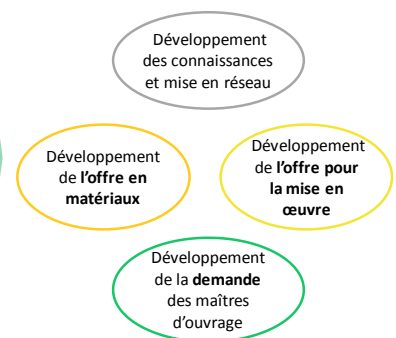 Développement
des connaissances
et mise en réseau
Développement
de l'offre en
matériaux
Développement
de l'offre pour
la mise en
œuvre
Développement
de la demande
des maîtres
d'ouvrage